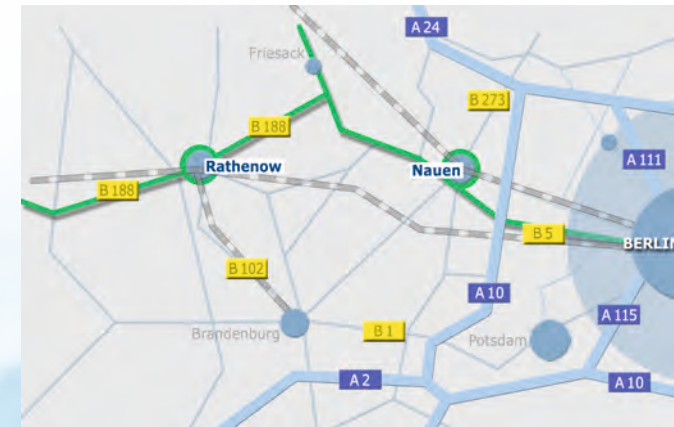 A 24
Friesack
B 273
B 188
A 111
Rathenow
Nauen
B 188
B 5
BERLIN
B 102
A 10
A 115
Brandenburg
B 1
Potsdam
A 2
A 10